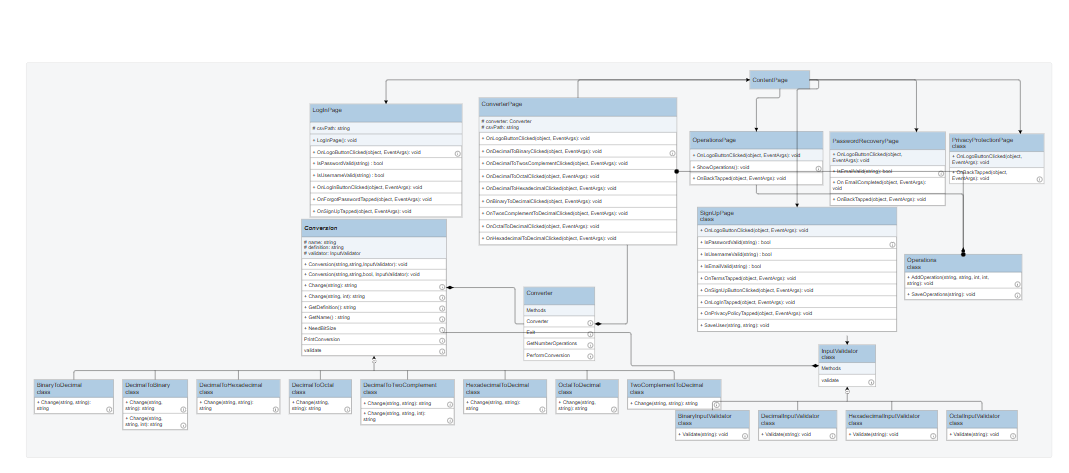 ContentPage
LogInPage
# csvPath: string
+ LogInPage(): void
+ OnLogoButtonClicked(object, EventArgs): void
+ IsPasswordValid(string) : bool
+ IsUsernameValid(string) : bool
+ OnLoginButtonClicked(object, EventArgs): void
+ OnForgotPasswordTapped(object, EventArgs): void
+ OnSignUpTapped(object, EventArgs): void
ConverterPage
# converter: Converter
# csvPath: string
+ OnLogoButtonClicked(object, EventArgs): void
+ OnDecimalToBinaryClicked(object, EventArgs): void
+ OnDecimalToTwosComplementClicked(object, EventArgs): void
+ OnDecimalToOctalClicked(object, EventArgs): void
+ OnDecimalToHexadecimalClicked(object, EventArgs): void
+ OnBinaryToDecimalClicked(object, EventArgs): void
+ OnTwoComplementToDecimalClicked(object, EventArgs): void
+ OnOctalToDecimalClicked(object, EventArgs): void
+ OnHexadecimalToDecimalClicked(object, EventArgs): void
OperationsPage
+ OnLogoButtonClicked(object, EventArgs): void
+ ShowOperations(): void
+ OnBackTapped(object, EventArgs): void
PasswordRecoveryPage
+ OnLogoButtonClicked(object,
EventArgs): void
+ IsEmailValid(string) : bool
+ On EmailCompleted(object, EventArgs):
void
+ OnBackTapped(object, EventArgs): void
PrivacyProtectionPage
class
+ OnLogoButtonClicked(object,
EventArgs): void
+ OnBackTapped(object,
EventArgs): void
Conversion
# name: string
# definition: string
# validator: InputValidator
+ Conversion(string,string,InputValidator): void
+ Conversion(string,string,bool, InputValidator): void
+ Change(string): string
+ Change(string, int): string
+ GetDefinition(): string
+ GetName() : string
+ NeedBitSize
PrintConversion
validate
Converter
Methods
Converter
Exit
GetNumberOperations
PerformConversion
SignUpPage
class
+ OnLogoButtonClicked(object, EventArgs): void
+ IsPasswordValid(string) : bool
+ IsUsernameValid(string) : bool
+ IsEmailValid(string) : bool
+ OnTermsTapped(object, EventArgs): void
+ OnSignUpButtonClicked(object, EventArgs): void
+ OnLogInTapped(object, EventArgs): void
+ OnPrivacyPolicyTapped(object, EventArgs): void
+ SaveUser(string, string): void
Operations
class
+ AddOperation(string, string, int, int,
string): void
+ SaveOperations(string): void
InputValidator
class
Methods
validate
BinaryToDecimal
class
+ Change(string):
string
DecimalToBinary
class
+ Change(string,
string): string
+ Change(string,
string, int): string
DecimalToHexadecimal
class
+ Change(string, string):
string
DecimalToOctal
class
+ Change(string,
string): string
DecimalToTwoComplement
class
+ Change(string, string): string
+ Change(string, string, int):
string
HexadecimalToDecimal
class
+ Change(string, string):
string
OctalToDecimal
class
+ Change(string,
string): string
TwoComplementToDecimal
class
+ Change(string, string): string
BinaryInputValidator
class
+ Validate(string): void
DecimalInputValidator
class
+ Validate(string): void
HexadecimalInputValidator
class
+ Validate(string): void
OctalInputValidator
class
+ Validate(string): void